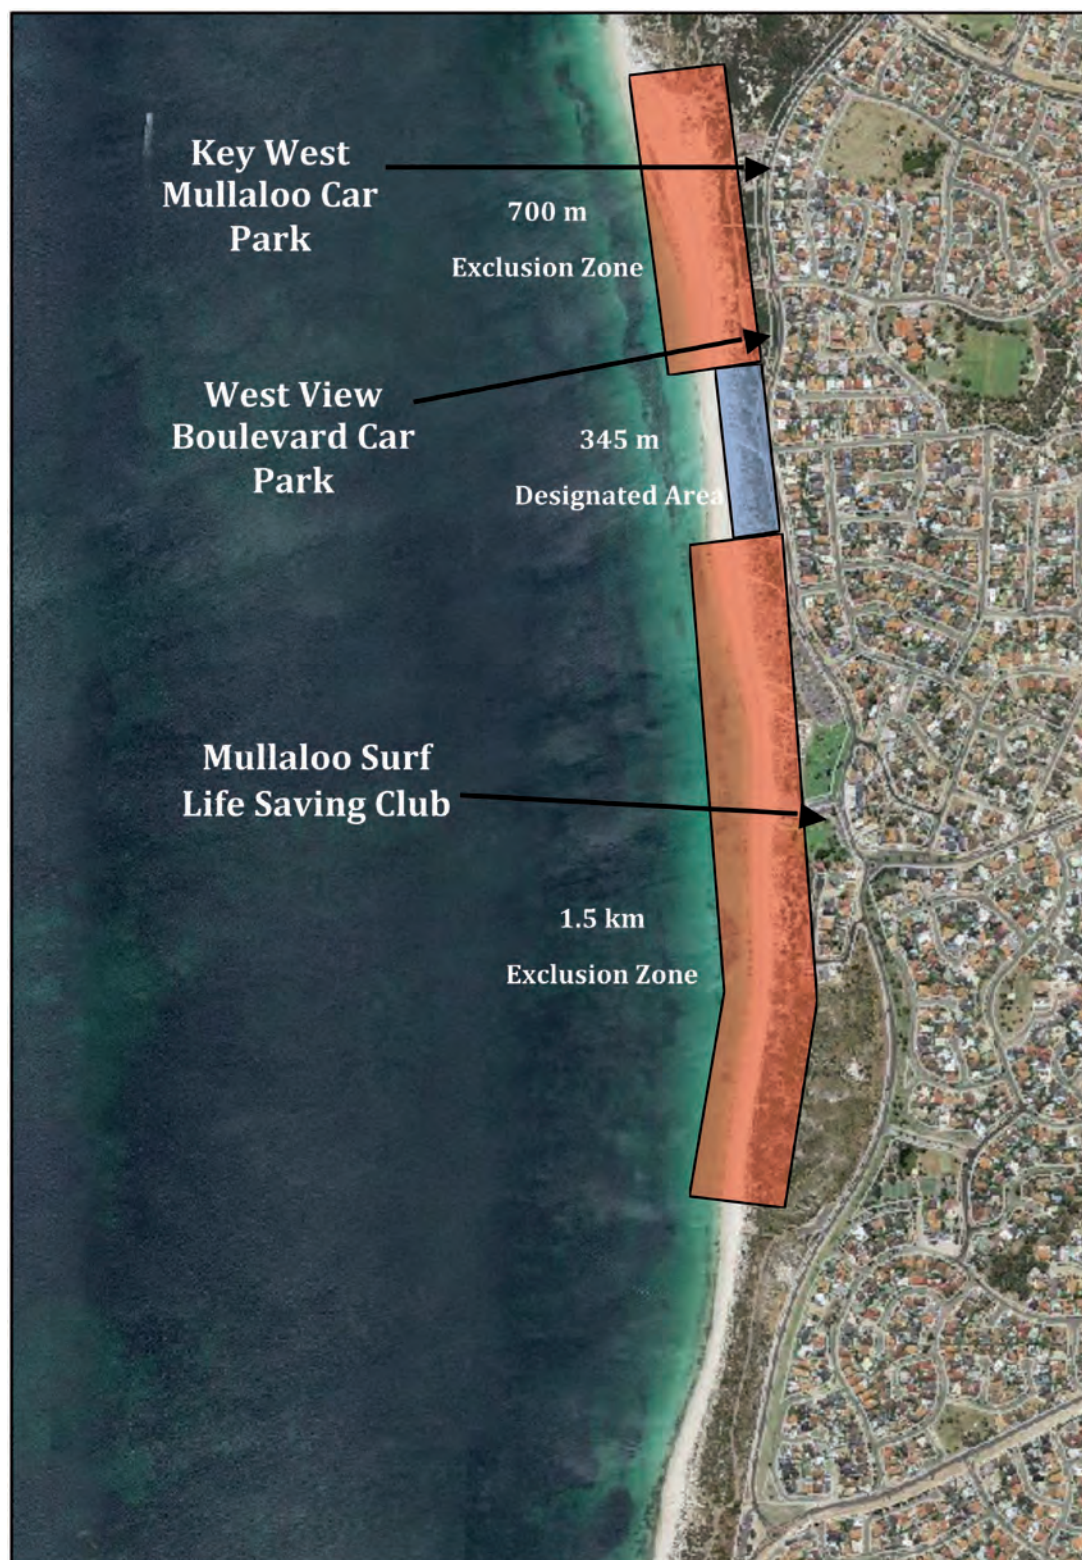 Key West
Mullaloo Car
Park
700 m
Exclusion Zone
West View
Boulevard Car
Park
345 m
Designated Area
Mullaloo Surf
Life Saving Club
1.5 km
Exclusion Zone